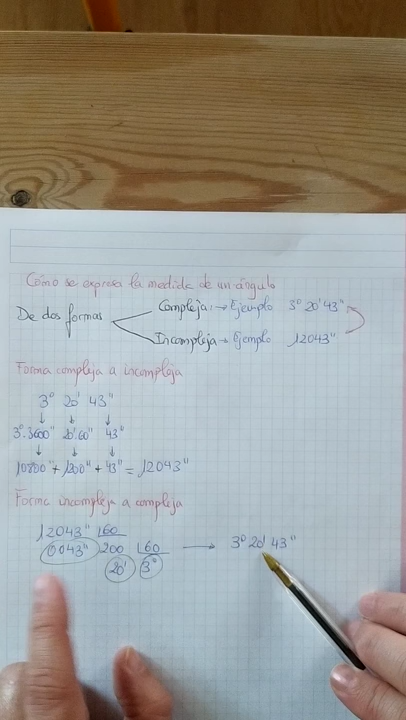 Cómo se expresa la medida de un ángulo
De dos formas
Compleja: → Ejemplo 3° 20' 43"
Incompleja → Ejemplo 12043"
Forma compleja a incompleja
3° 20' 43"
↓ ↓ ↓
3°·3600" 20'·60" 43"
↓ ↓ ↓
10800" + 1200" + 43" = 12043"
Forma incompleja a compleja
12043" 60
0043" 200 60 → 3° 20' 43"
20' 3°